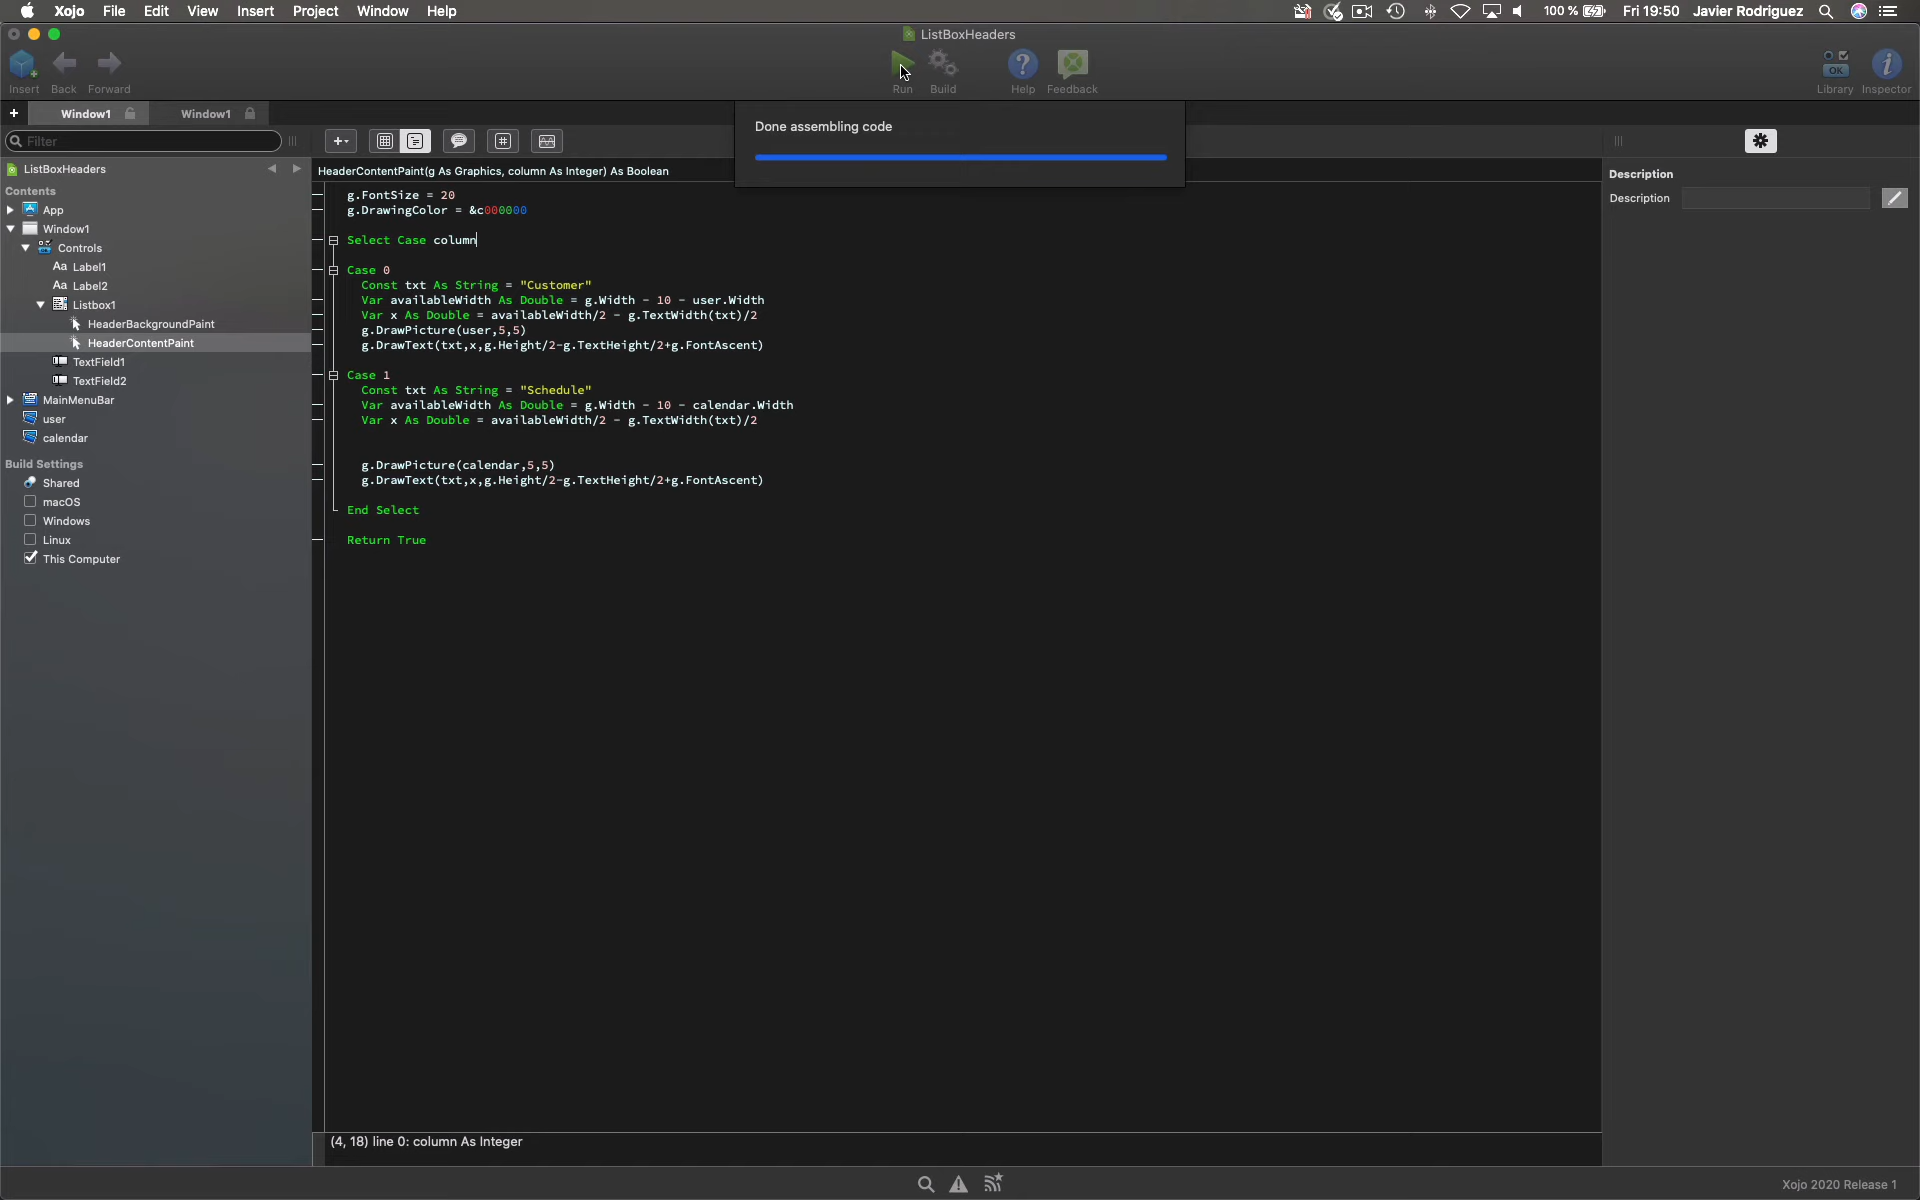 Xojo File Edit View Insert Project Window Help 100 % Fri 19:50 Javier Rodriguez
ListBoxHeaders
Insert Back Forward Run Build Help Feedback Library Inspector
OK
+ Window1 Window1
Filter
Done assembling code
ListBoxHeaders
HeaderContentPaint(g As Graphics, column As Integer) As Boolean
Description
Description
Contents
App
Window1
Controls
Aa Label1
Aa Label2
Listbox1
HeaderBackgroundPaint
HeaderContentPaint
TextField1
TextField2
MainMenuBar
user
calendar
Build Settings
Shared
macOS
Windows
Linux
This Computer
g.FontSize = 20
g.DrawingColor = &c000000
Select Case column
Case 0
Const txt As String = "Customer"
Var availableWidth As Double = g.Width - 10 - user.Width
Var x As Double = availableWidth/2 - g.TextWidth(txt)/2
g.DrawPicture(user,5,5)
g.DrawText(txt,x,g.Height/2-g.TextHeight/2+g.FontAscent)
Case 1
Const txt As String = "Schedule"
Var availableWidth As Double = g.Width - 10 - calendar.Width
Var x As Double = availableWidth/2 - g.TextWidth(txt)/2
g.DrawPicture(calendar,5,5)
g.DrawText(txt,x,g.Height/2-g.TextHeight/2+g.FontAscent)
End Select
Return True
(4, 18) line 0: column As Integer
Xojo 2020 Release 1